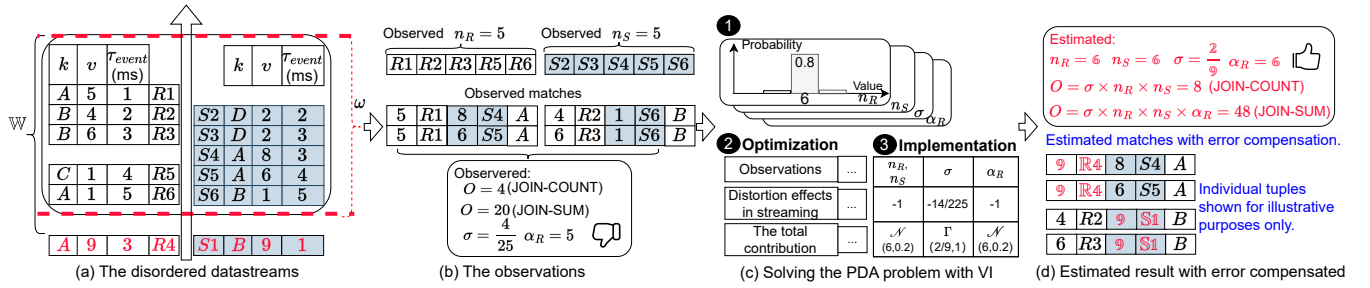 𝕎
ω
k v τ_event (ms)
A 5 1 R1
B 4 2 R2
B 6 3 R3
C 1 4 R5
A 1 5 R6
A 9 3 R4
k v τ_event (ms)
S2 D 2 2
S3 D 2 3
S4 A 8 3
S5 A 6 4
S6 B 1 5
S1 B 9 1
(a) The disordered datastreams
Observed n_R = 5
R1 R2 R3 R5 R6
Observed n_S = 5
S2 S3 S4 S5 S6
Observed matches
5 R1 8 S4 A
5 R1 6 S5 A
4 R2 1 S6 B
6 R3 1 S6 B
Observered:
O = 4 (JOIN-COUNT)
O = 20 (JOIN-SUM)
σ = 4/25 α_R = 5
(b) The observations
1
Probability
0.8
6
Value
n_R
n_S
σ
α_R
2 Optimization
Observations ...
Distortion effects in streaming ...
The total contribution ...
3 Implementation
n_R, n_S σ α_R
-1 -14/225 -1
𝒩 (6,0.2) Γ (2/9,1) 𝒩 (6,0.2)
(c) Solving the PDA problem with VI
Estimated:
n_R = 6 n_S = 6 σ = 2/9 α_R = 6
O = σ × n_R × n_S = 8 (JOIN-COUNT)
O = σ × n_R × n_S × α_R = 48 (JOIN-SUM)
Estimated matches with error compensation.
9 ℝ4 8 S4 A
9 ℝ4 6 S5 A
4 R2 9 𝕊1 B
6 R3 9 𝕊1 B
Individual tuples
shown for illustrative
purposes only.
(d) Estimated result with error compensated